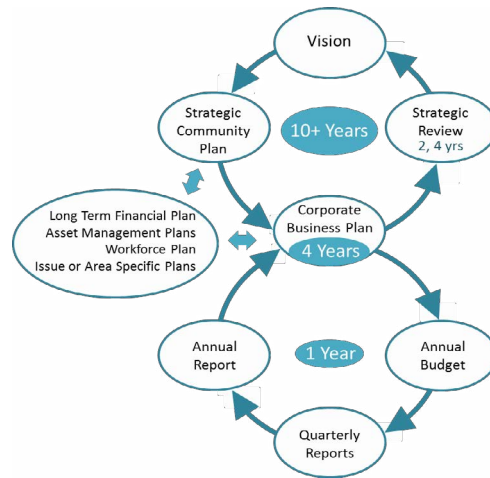 Vision
Strategic
Community
Plan
10+ Years
Strategic
Review
2, 4 yrs
Long Term Financial Plan
Asset Management Plans
Workforce Plan
Issue or Area Specific Plans
Corporate
Business Plan
4 Years
Annual
Report
1 Year
Annual
Budget
Quarterly
Reports